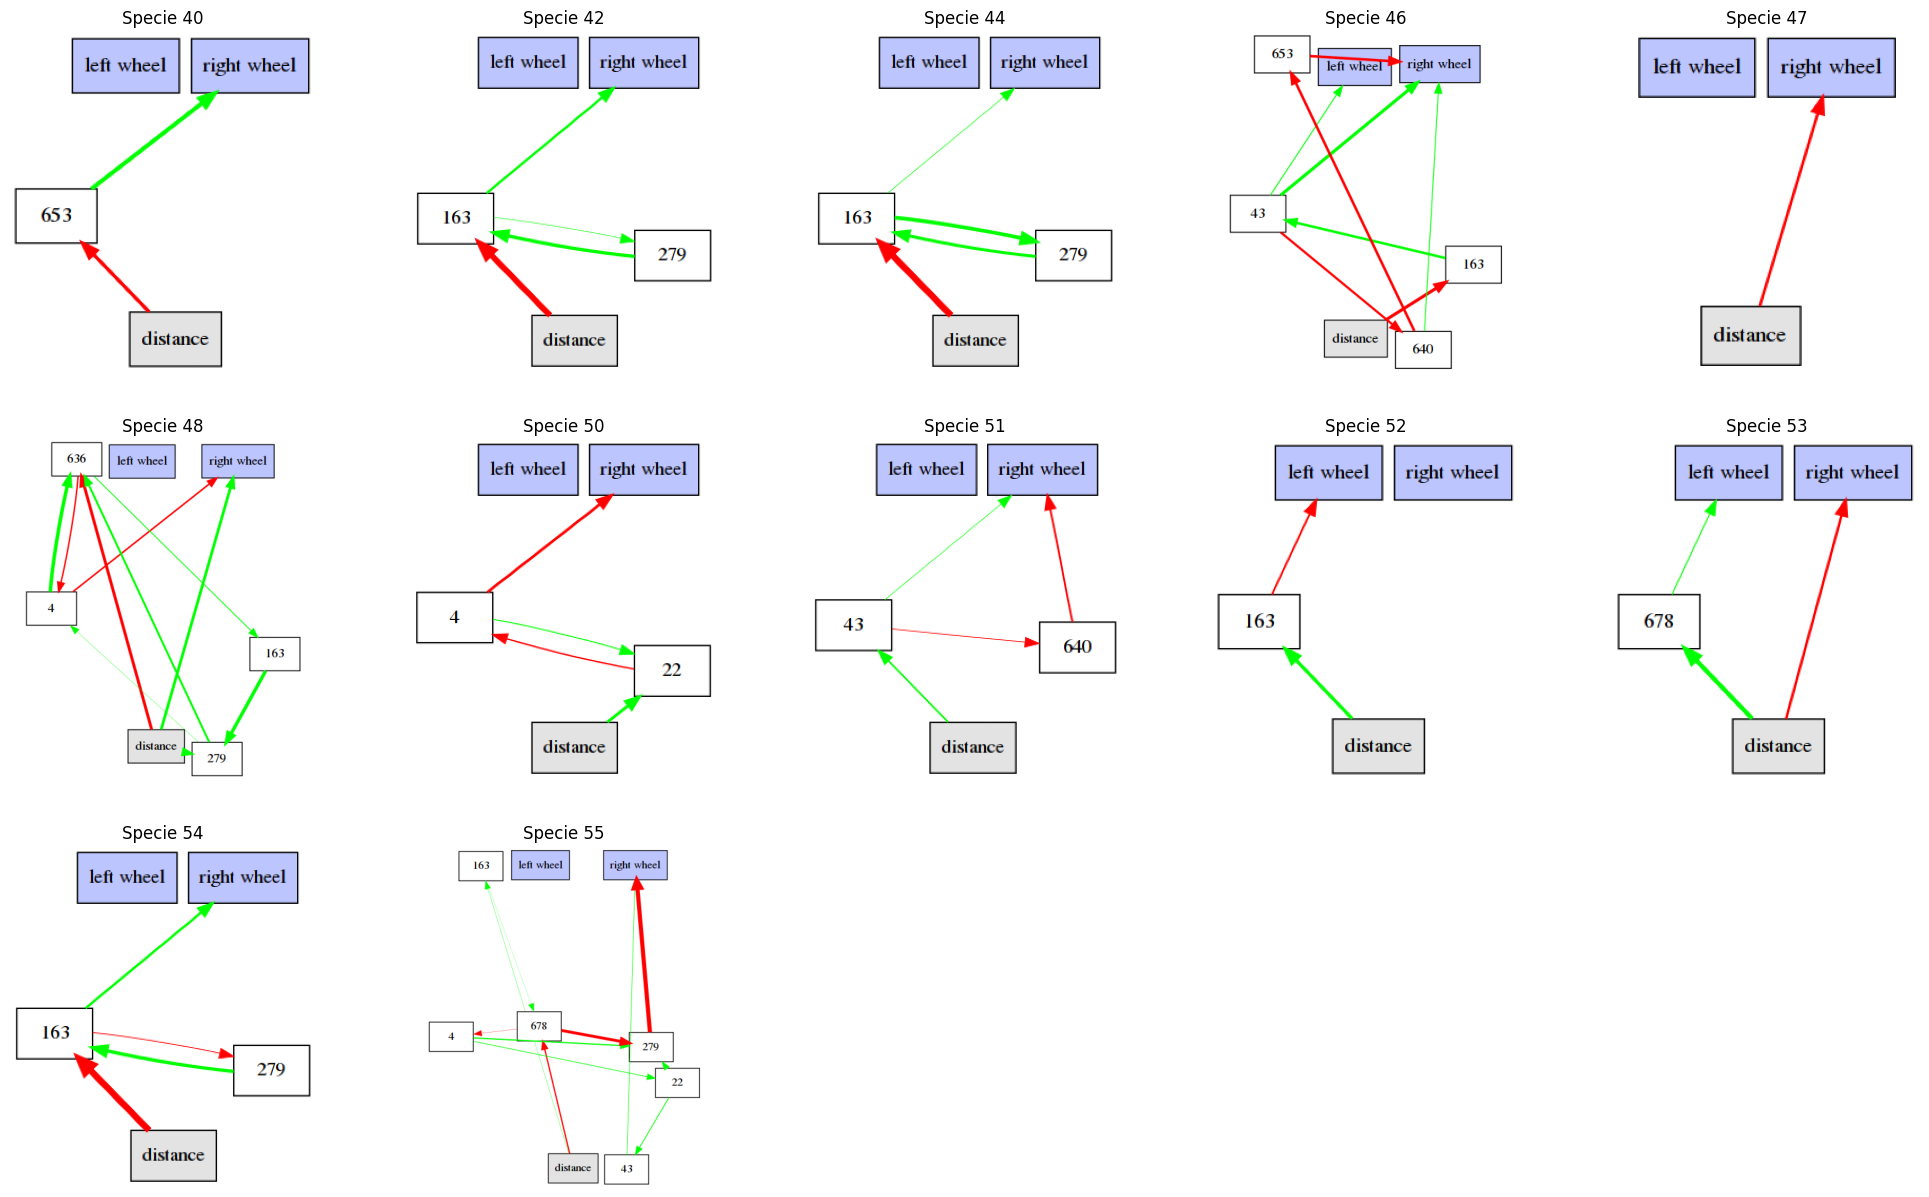 Specie 40
left wheel right wheel
653
distance
Specie 42
left wheel right wheel
163
279
distance
Specie 44
left wheel right wheel
163
279
distance
Specie 46
653
left wheel right wheel
43
163
distance
640
Specie 47
left wheel right wheel
distance
Specie 48
636
left wheel right wheel
4
163
distance
279
Specie 50
left wheel right wheel
4
22
distance
Specie 51
left wheel right wheel
43
640
distance
Specie 52
left wheel right wheel
163
distance
Specie 53
left wheel right wheel
678
distance
Specie 54
left wheel right wheel
163
279
distance
Specie 55
163
left wheel right wheel
678
4
279
22
distance
43